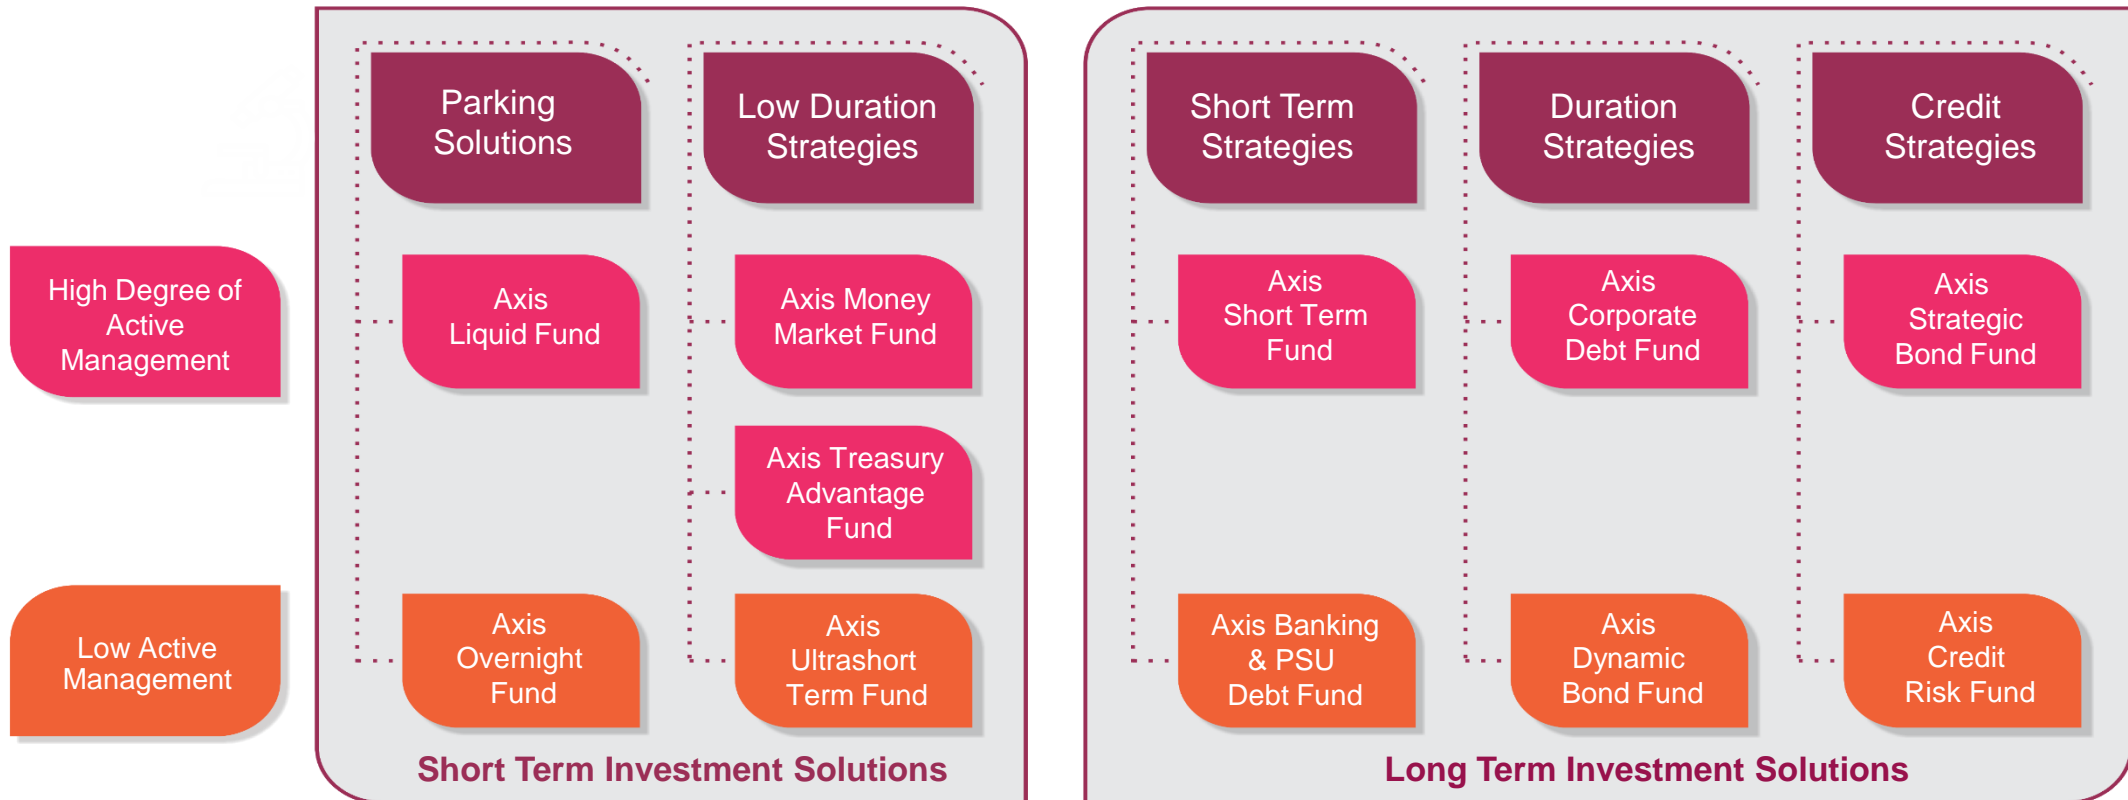 Parking
Solutions
Low Duration
Strategies
Short Term
Strategies
Duration
Strategies
Credit
Strategies
High Degree of
Active
Management
Axis
Liquid Fund
Axis Money
Market Fund
Axis
Short Term
Fund
Axis
Corporate
Debt Fund
Axis
Strategic
Bond Fund
Axis Treasury
Advantage
Fund
Low Active
Management
Axis
Overnight
Fund
Axis
Ultrashort
Term Fund
Axis Banking
& PSU
Debt Fund
Axis
Dynamic
Bond Fund
Axis
Credit
Risk Fund
Short Term Investment Solutions
Long Term Investment Solutions